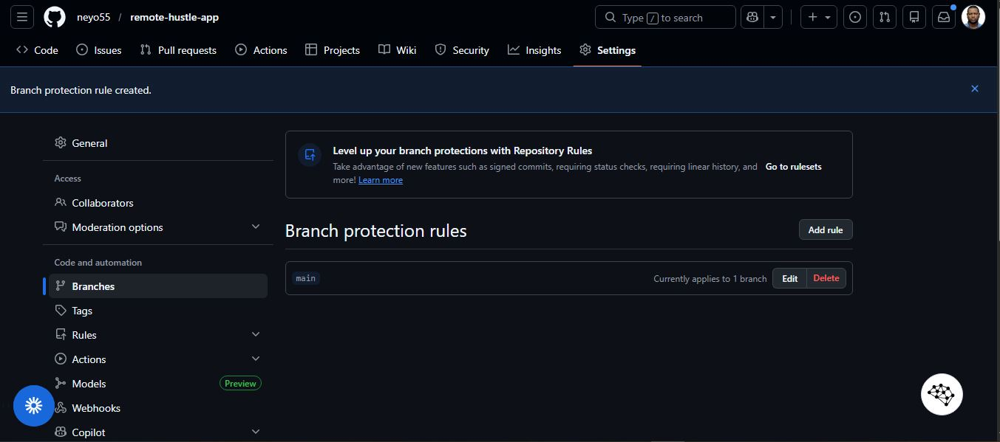 neyo55 / remote-hustle-app
Type / to search
Code
Issues
Pull requests
Actions
Projects
Wiki
Security
Insights
Settings
Branch protection rule created.
General
Access
Collaborators
Moderation options
Code and automation
Branches
Tags
Rules
Actions
Models Preview
Webhooks
Copilot
Level up your branch protections with Repository Rules
Take advantage of new features such as signed commits, requiring status checks, requiring linear history, and
more! Learn more
Go to rulesets
Branch protection rules
Add rule
main
Currently applies to 1 branch
Edit
Delete